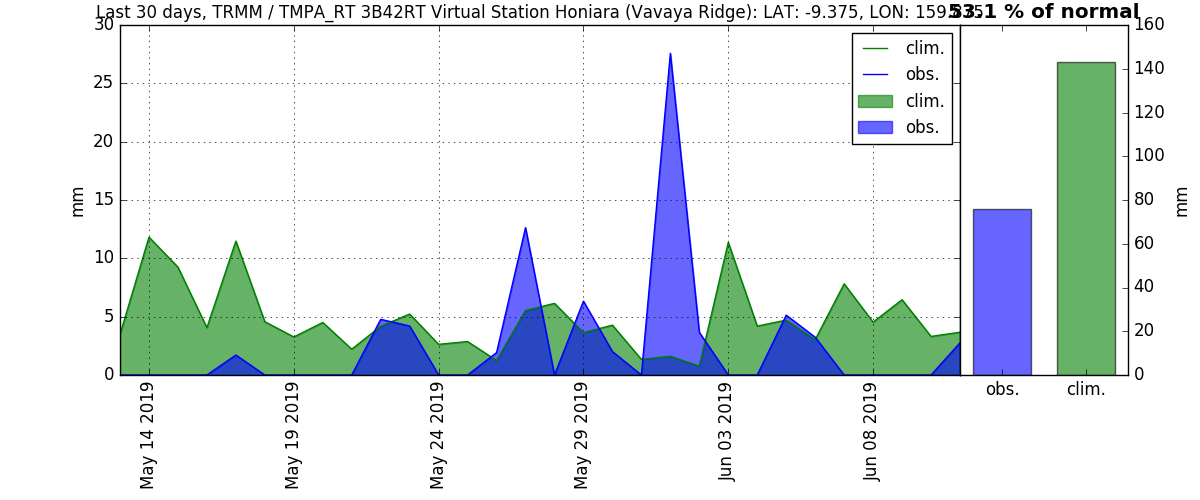 Last 30 days, TRMM / TMPA_RT 3B42RT Virtual Station Honiara (Vavaya Ridge): LAT: -9.375, LON:
53.1 % of normal
30
25
20
15
10
5
0
mm
clim.
obs.
clim.
obs.
May 14 2019
May 19 2019
May 24 2019
May 29 2019
Jun 03 2019
Jun 08 2019
160
140
120
100
80
60
40
20
0
mm
obs.
clim.